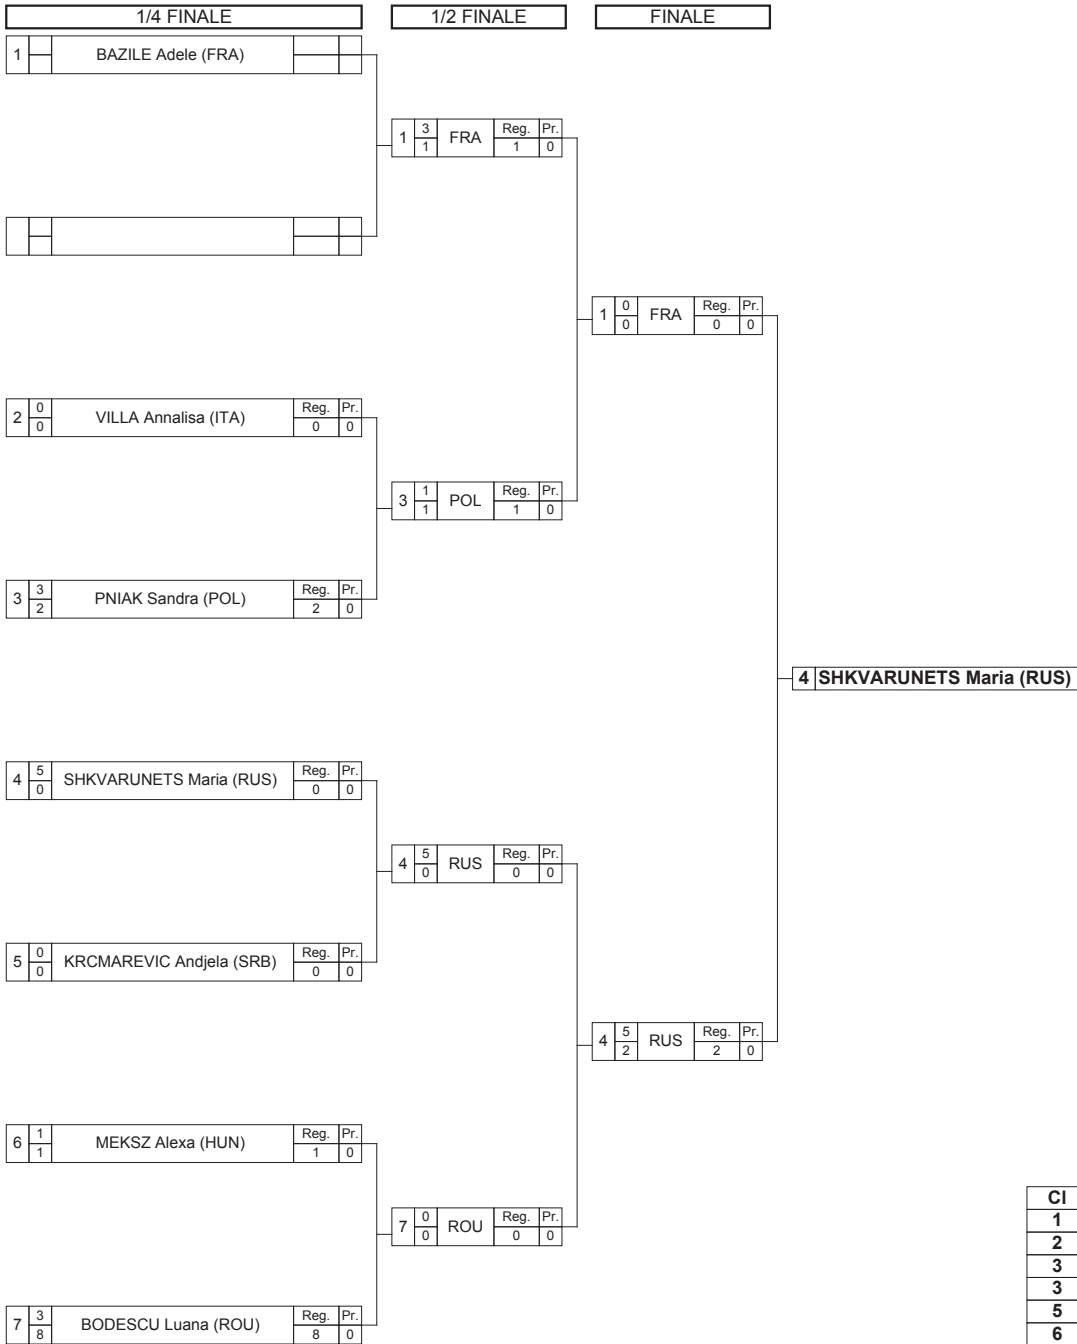 1/4 FINALE 1/2 FINALE FINALE
1 BAZILE Adele (FRA)
1 3 1 FRA Reg. 1 Pr. 0
1 0 0 FRA Reg. 0 Pr. 0
2 0 0 VILLA Annalisa (ITA) Reg. 0 Pr. 0
3 1 1 POL Reg. 1 Pr. 0
3 3 2 PNIAK Sandra (POL) Reg. 2 Pr. 0
4 SHKVARUNETS Maria (RUS)
4 5 0 SHKVARUNETS Maria (RUS) Reg. 0 Pr. 0
4 5 0 RUS Reg. 0 Pr. 0
5 0 0 KRCMAREVIC Andjela (SRB) Reg. 0 Pr. 0
4 5 2 RUS Reg. 2 Pr. 0
6 1 1 MEKSZ Alexa (HUN) Reg. 1 Pr. 0
7 0 0 ROU Reg. 0 Pr. 0
7 3 8 BODESCU Luana (ROU) Reg. 8 Pr. 0
Cl
1
2
3
3
5
6